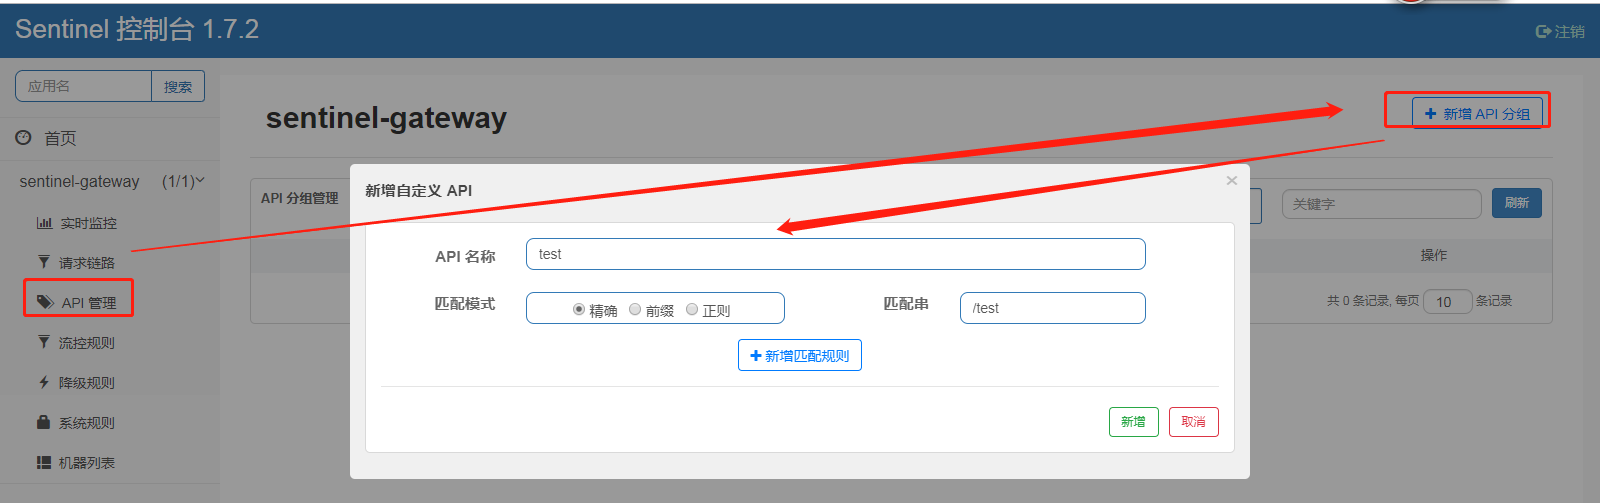 Sentinel 控制台 1.7.2
注销
应用名 搜索
首页
sentinel-gateway (1/1)
实时监控
请求链路
API 管理
流控规则
降级规则
系统规则
机器列表
sentinel-gateway
新增 API 分组
API 分组管理
关键字 刷新
操作
共 0 条记录, 每页 10 条记录
新增自定义 API
×
API 名称 test
匹配模式 精确 前缀 正则 匹配串 /test
新增匹配规则
新增 取消